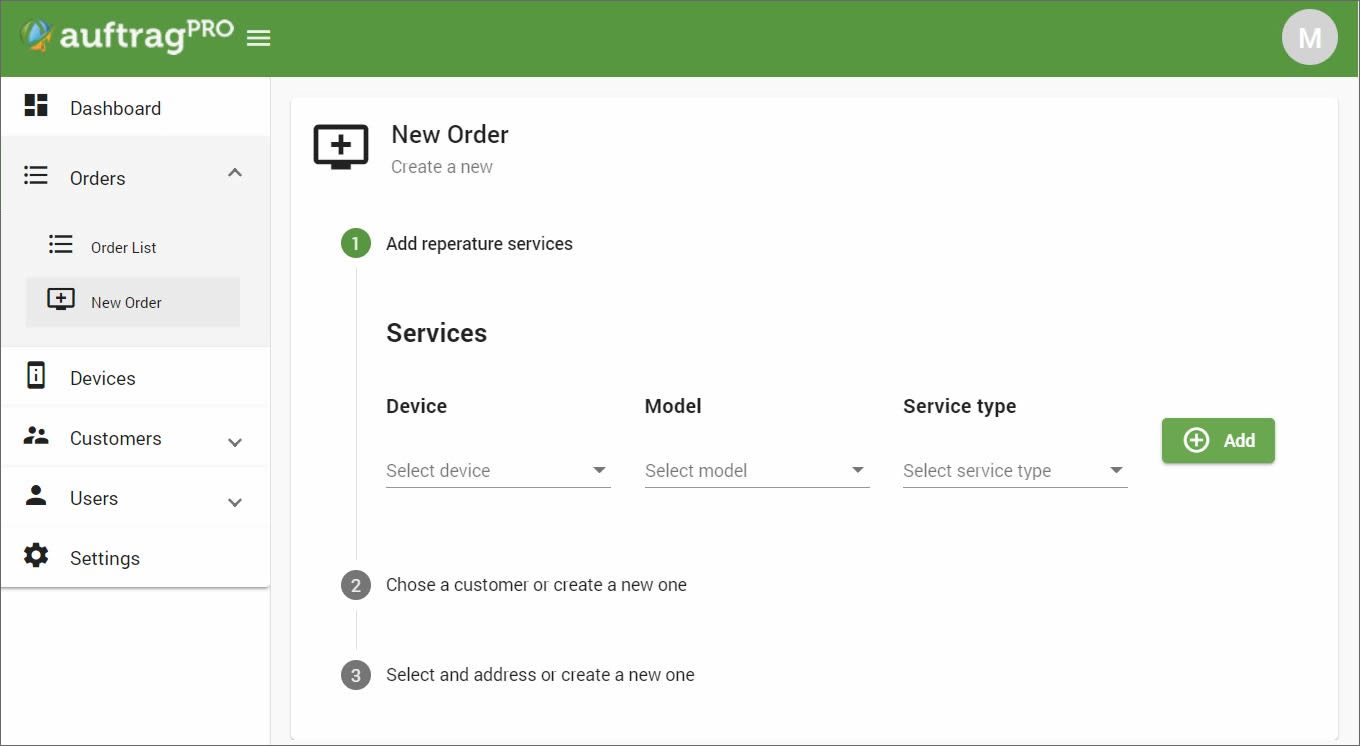 auftragPRO
M
Dashboard
Orders
Order List
New Order
Devices
Customers
Users
Settings
New Order
Create a new
1 Add reperature services
Services
Device Model Service type
Select device Select model Select service type
Add
2 Chose a customer or create a new one
3 Select and address or create a new one